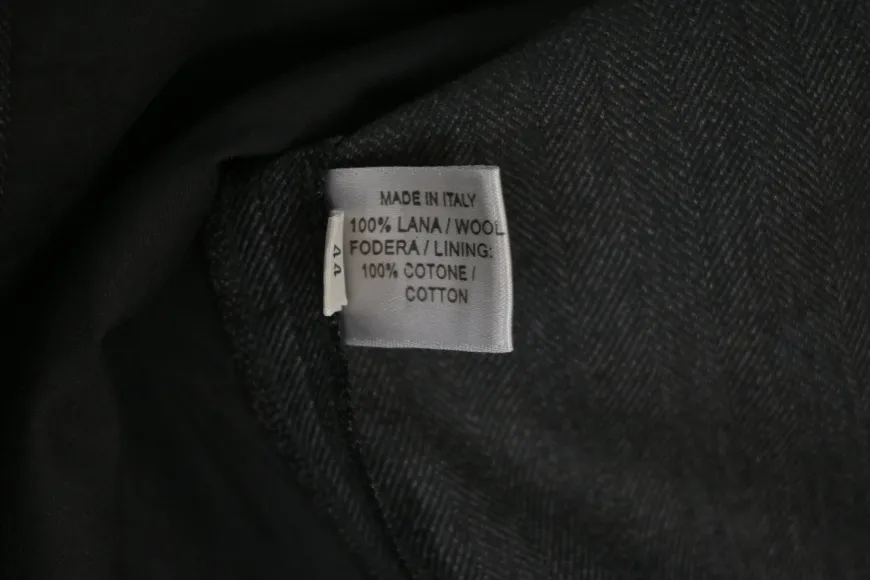 MADE IN ITALY
100% LANA / WOOL
FODERA / LINING:
100% COTONE /
COTTON
44